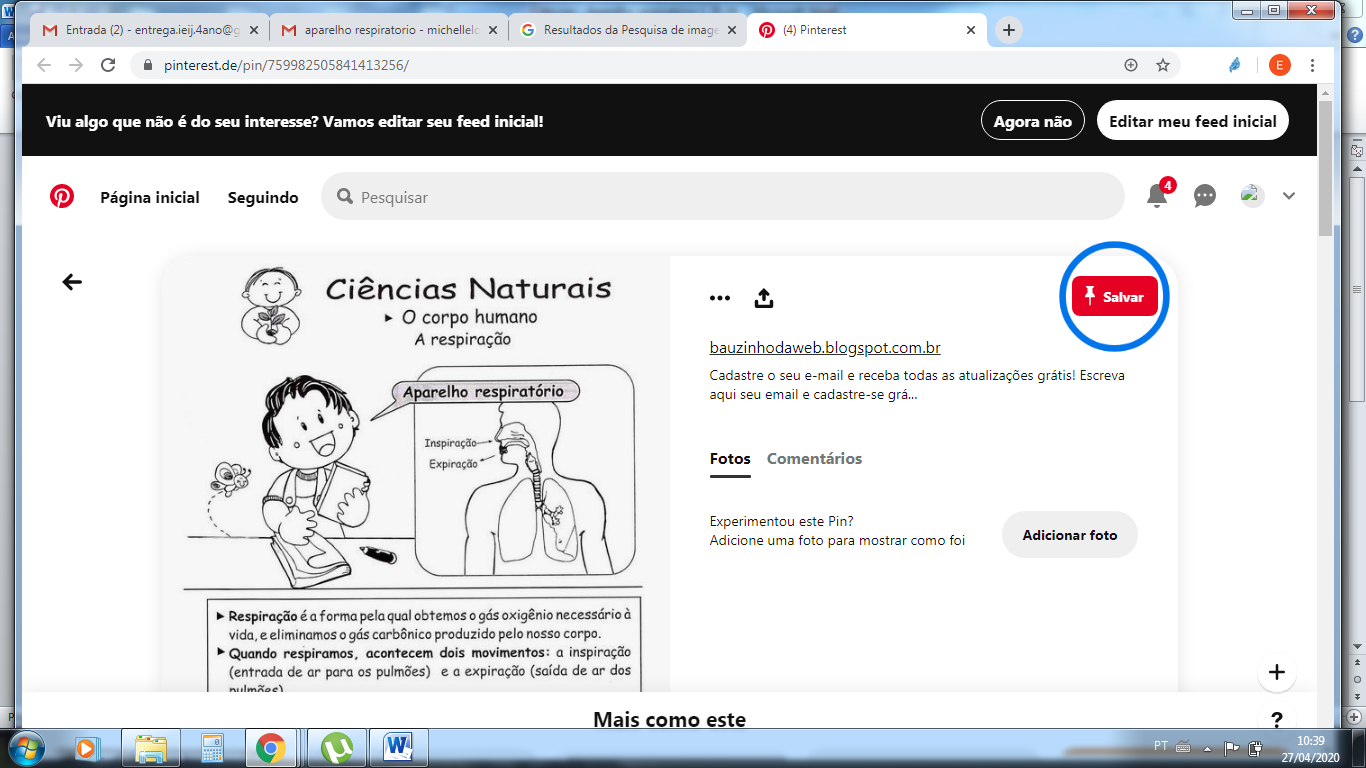 Entrada (2) - entrega.ieij.4ano@g
aparelho respiratorio - michellelo
Resultados da Pesquisa de image
(4) Pinterest
pinterest.de/pin/759982505841413256/
E
Viu algo que não é do seu interesse? Vamos editar seu feed inicial!
Agora não
Editar meu feed inicial
Página inicial
Seguindo
Pesquisar
4
Ciências Naturais
▸ O corpo humano
A respiração
Aparelho respiratório
Inspiração
Expiração
▸ Respiração é a forma pela qual obtemos o gás oxigênio necessário à
vida, e eliminamos o gás carbônico produzido pelo nosso corpo.
▸ Quando respiramos, acontecem dois movimentos: a inspiração
(entrada de ar para os pulmões) e a expiração (saída de ar dos
pulmões)
Salvar
bauzinhodaweb.blogspot.com.br
Cadastre o seu e-mail e receba todas as atualizações grátis! Escreva
aqui seu email e cadastre-se grá...
Fotos
Comentários
Experimentou este Pin?
Adicione uma foto para mostrar como foi
Adicionar foto
+
?
Mais como este
PT
10:39
27/04/2020